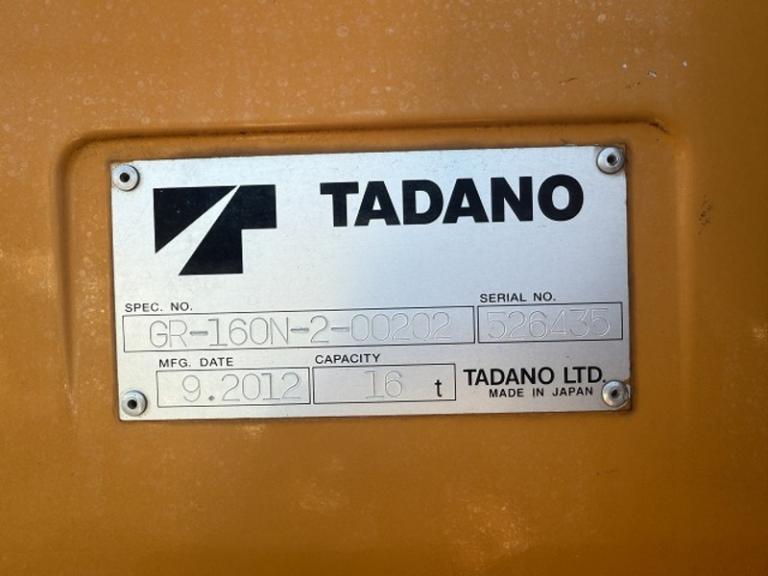 TADANO
SPEC. NO.
SERIAL NO.
GR-160N-2-00202
526435
MFG. DATE
CAPACITY
9.2012
16 t
TADANO LTD.
MADE IN JAPAN